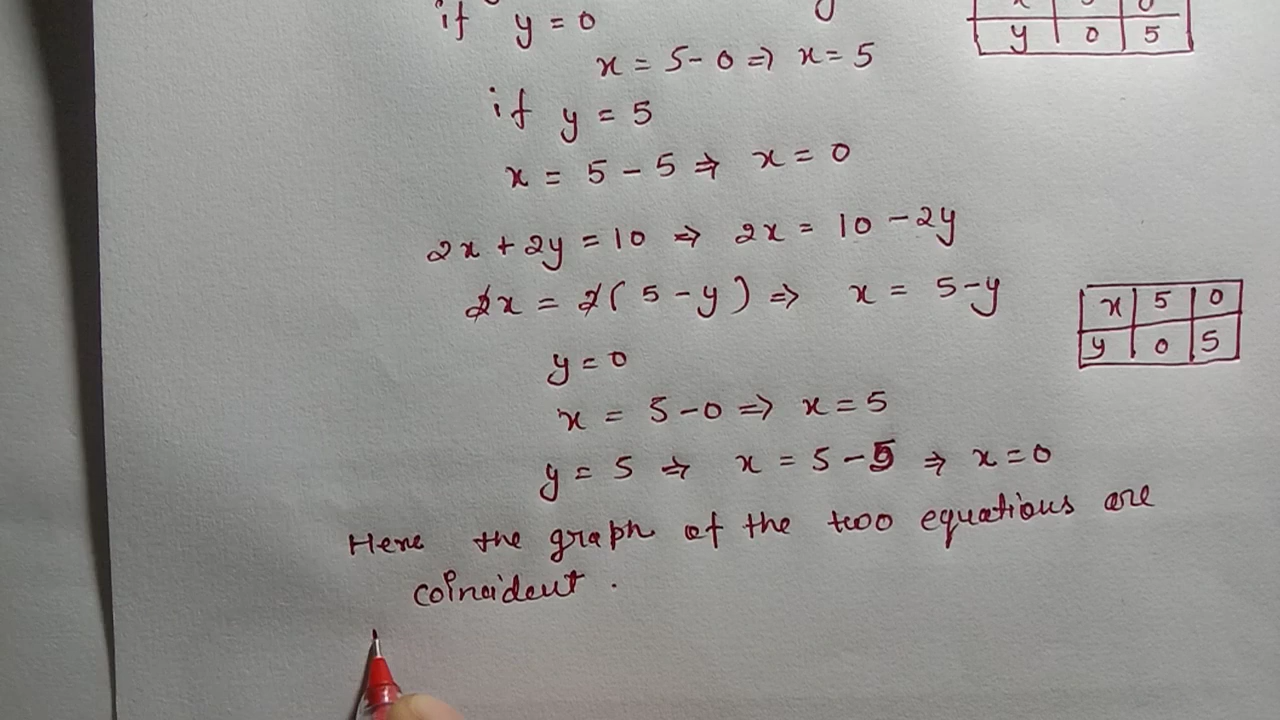 if y = 0
x = 5 - 0 ⇒ x = 5
y 0 5
if y = 5
x = 5 - 5 ⇒ x = 0
2x + 2y = 10 ⇒ 2x = 10 - 2y
2x = 2( 5 - y ) ⇒ x = 5 - y
x 5 0
y 0 5
y = 0
x = 5 - 0 ⇒ x = 5
y = 5 ⇒ x = 5 - 5 ⇒ x = 0
Here the graph of the two equations are
coincident .